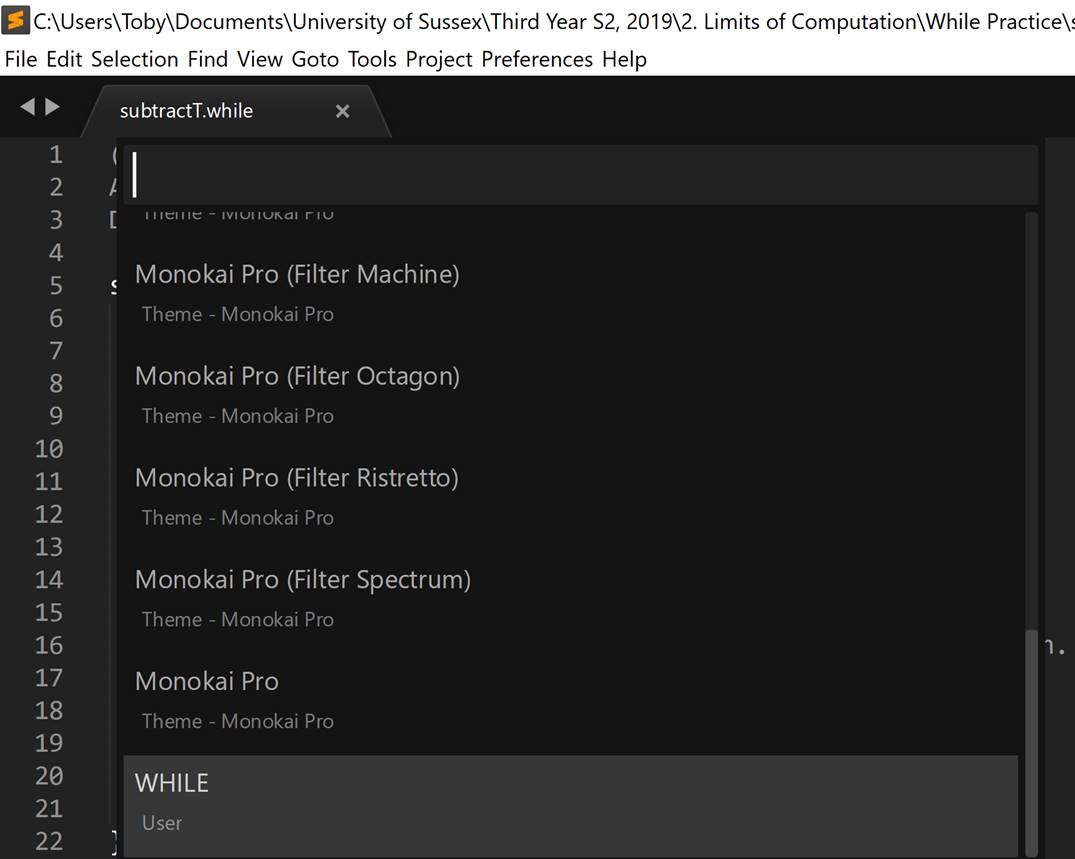 C:\Users\Toby\Documents\University of Sussex\Third Year S2, 2019\2. Limits of Computation\While Practice\s
File Edit Selection Find View Goto Tools Project Preferences Help
subtractT.while ×
1 (
2 A
3 D
4
5 s
6
7
8
9
10
11
12
13
14
15
16 n.
17
18
19
20
21
22 }
Theme - Monokai Pro
Monokai Pro (Filter Machine)
Theme - Monokai Pro
Monokai Pro (Filter Octagon)
Theme - Monokai Pro
Monokai Pro (Filter Ristretto)
Theme - Monokai Pro
Monokai Pro (Filter Spectrum)
Theme - Monokai Pro
Monokai Pro
Theme - Monokai Pro
WHILE
User